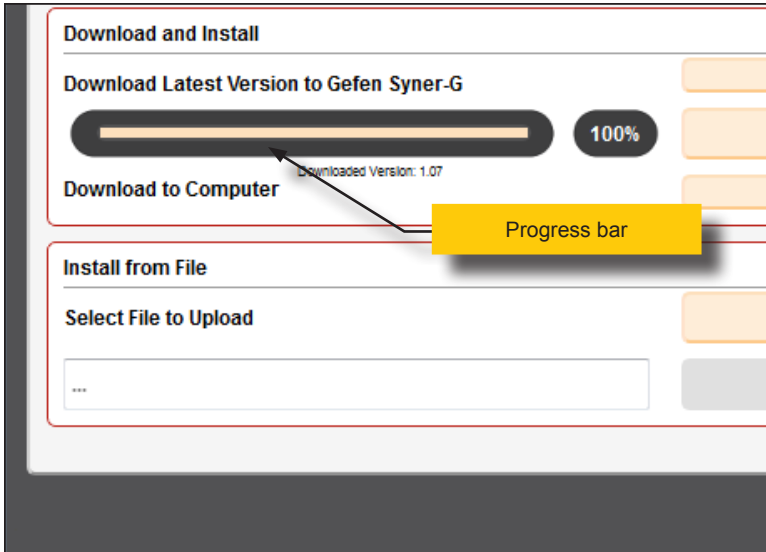 Download and Install
Download Latest Version to Gefen Syner-G
100%
Downloaded Version: 1.07
Download to Computer
Progress bar
Install from File
Select File to Upload
...